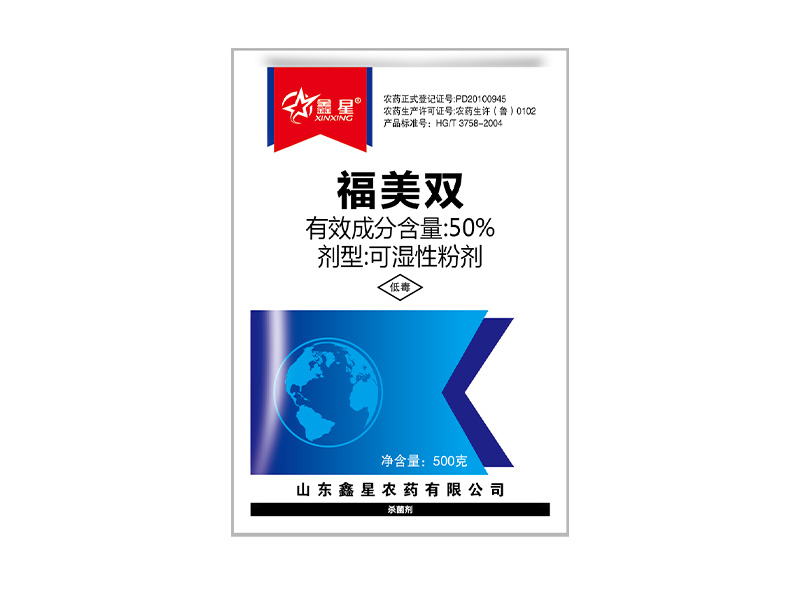 鑫星®
XINXING
农药正式登记证号:PD20100945
农药生产许可证号:农药生许（鲁）0102
产品标准号：HG/T 3758-2004
福美双
有效成分含量:50%
剂型:可湿性粉剂
低毒
净含量：500克
山东鑫星农药有限公司
杀菌剂